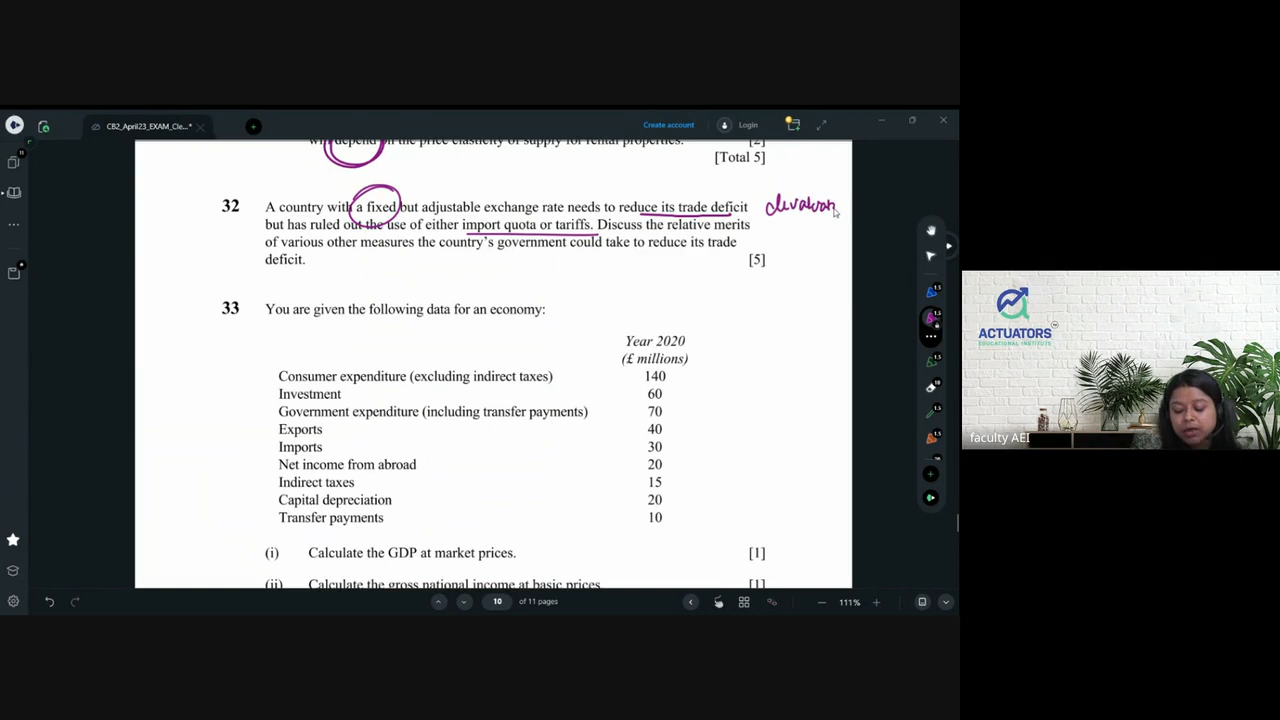 CB2_April23_EXAM_Cle...*
Create account
Login
will depend on the price elasticity of supply for rental properties. [2]
[Total 5]
32 A country with a fixed but adjustable exchange rate needs to reduce its trade deficit
but has ruled out the use of either import quota or tariffs. Discuss the relative merits
of various other measures the country's government could take to reduce its trade
deficit. [5]
33 You are given the following data for an economy:
Year 2020
(£ millions)
Consumer expenditure (excluding indirect taxes) 140
Investment 60
Government expenditure (including transfer payments) 70
Exports 40
Imports 30
Net income from abroad 20
Indirect taxes 15
Capital depreciation 20
Transfer payments 10
(i) Calculate the GDP at market prices. [1]
(ii) Calculate the gross national income at basic prices [1]
10 of 11 pages
111%
ACTUATORS
EDUCATIONAL INSTITUTE
faculty AEI